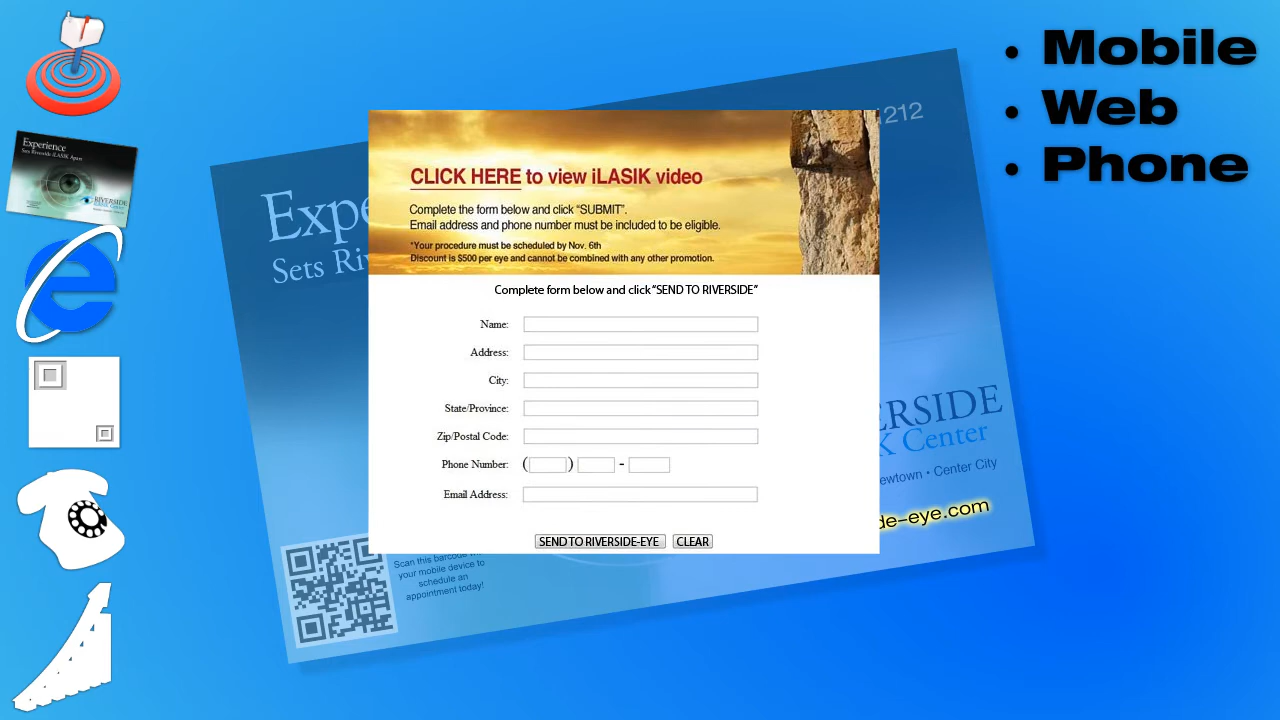 • Mobile
• Web
• Phone
1212
CLICK HERE to view iLASIK video
Complete the form below and click “SUBMIT”.
Email address and phone number must be included to be eligible.
*Your procedure must be scheduled by Nov. 6th
Discount is $500 per eye and cannot be combined with any other promotion.
Complete form below and click “SEND TO RIVERSIDE”
Name:
Address:
City:
State/Province:
Zip/Postal Code:
Phone Number: ( ) -
Email Address:
SEND TO RIVERSIDE-EYE CLEAR
Experience
Sets Riverside iLASIK Apart
RIVERSIDE
Expe
Sets Riv
ERSIDE
K Center
ewtown • Center City
de-eye.com
Scan this barcode
your mobile device to
schedule an
appointment today!